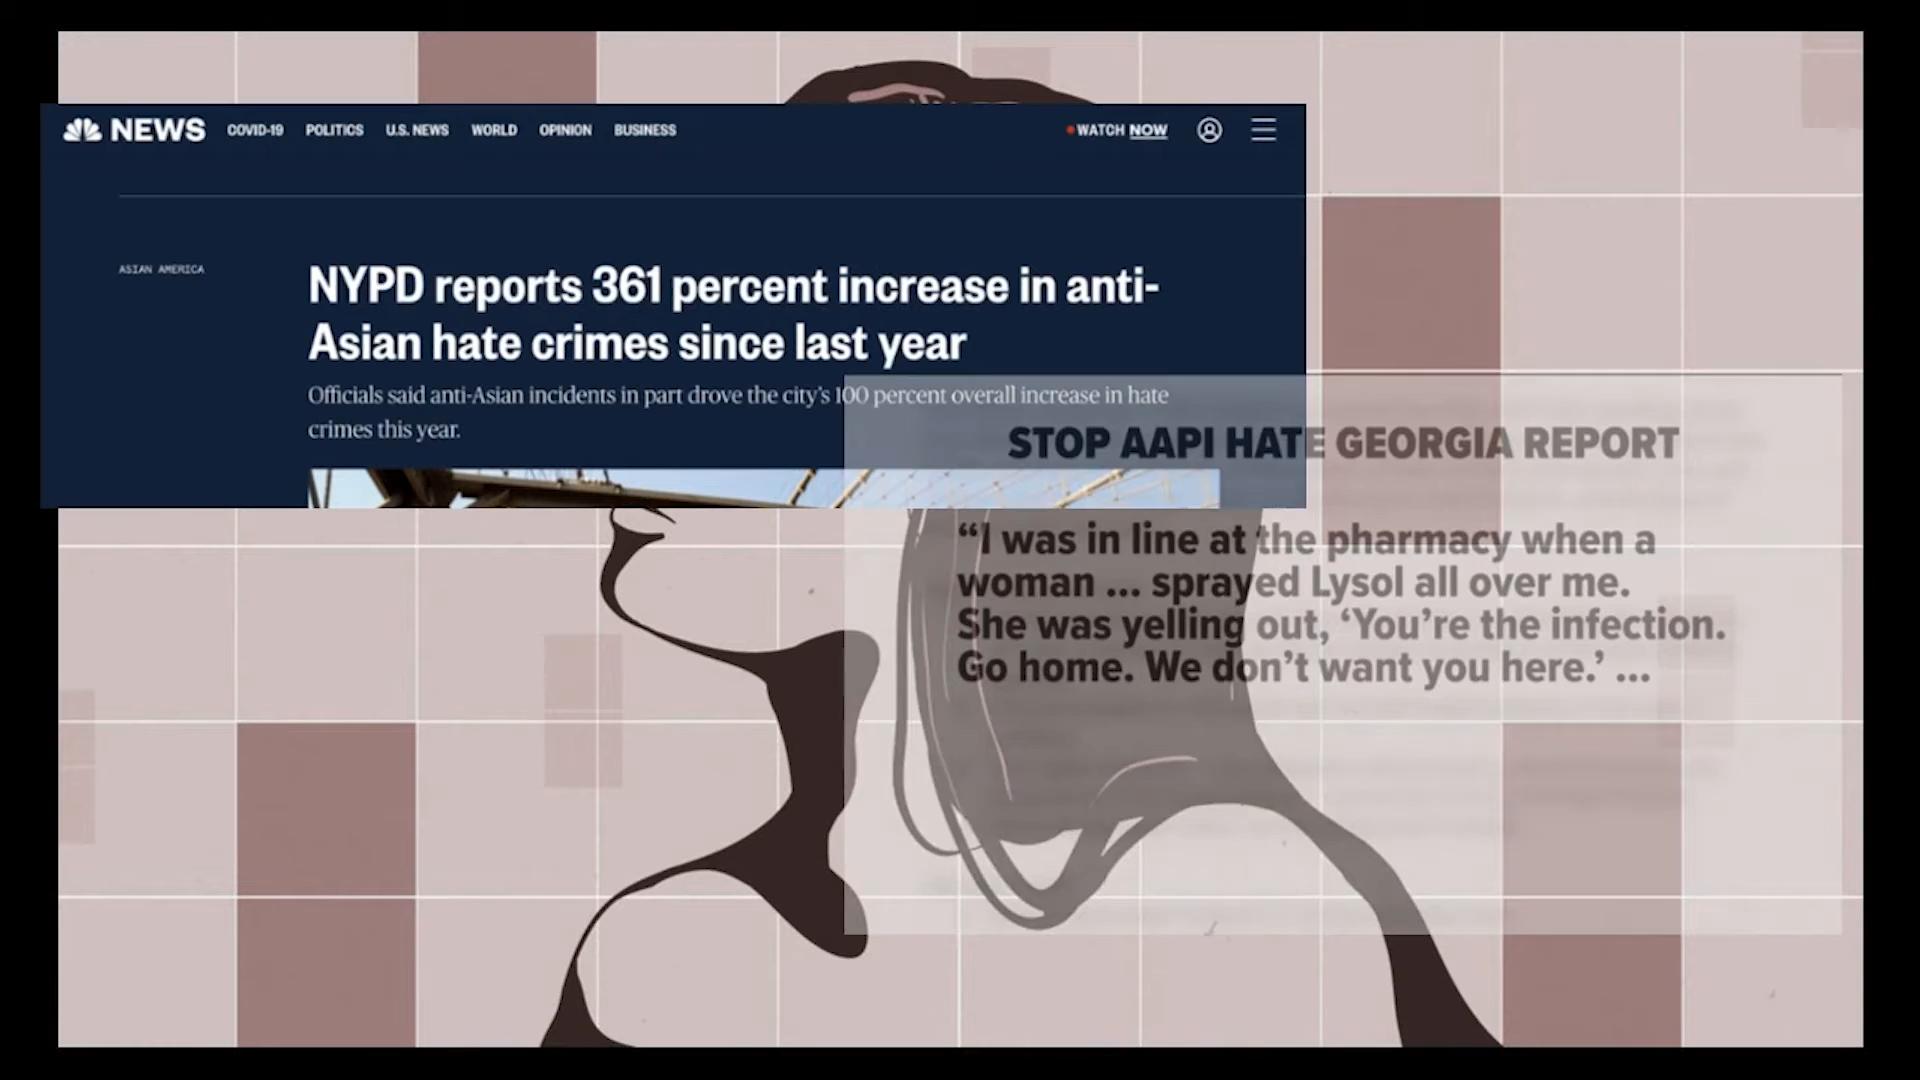 NEWS COVID-19 POLITICS U.S. NEWS WORLD OPINION BUSINESS WATCH NOW
ASIAN AMERICA
NYPD reports 361 percent increase in anti-
Asian hate crimes since last year
Officials said anti-Asian incidents in part drove the city's 100 percent overall increase in hate
crimes this year.
STOP AAPI HATE GEORGIA REPORT
“I was in line at the pharmacy when a
woman ... sprayed Lysol all over me.
She was yelling out, ‘You’re the infection.
Go home. We don’t want you here.’ ...